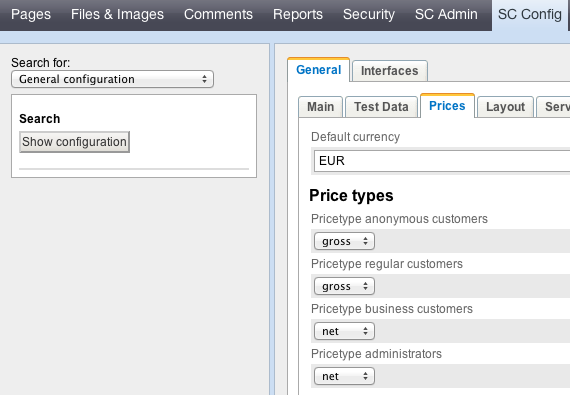 Pages Files & Images Comments Reports Security SC Admin SC Config
Search for:
General configuration
Search
Show configuration
General Interfaces
Main Test Data Prices Layout Serv
Default currency
EUR
Price types
Pricetype anonymous customers
gross
Pricetype regular customers
gross
Pricetype business customers
net
Pricetype administrators
net